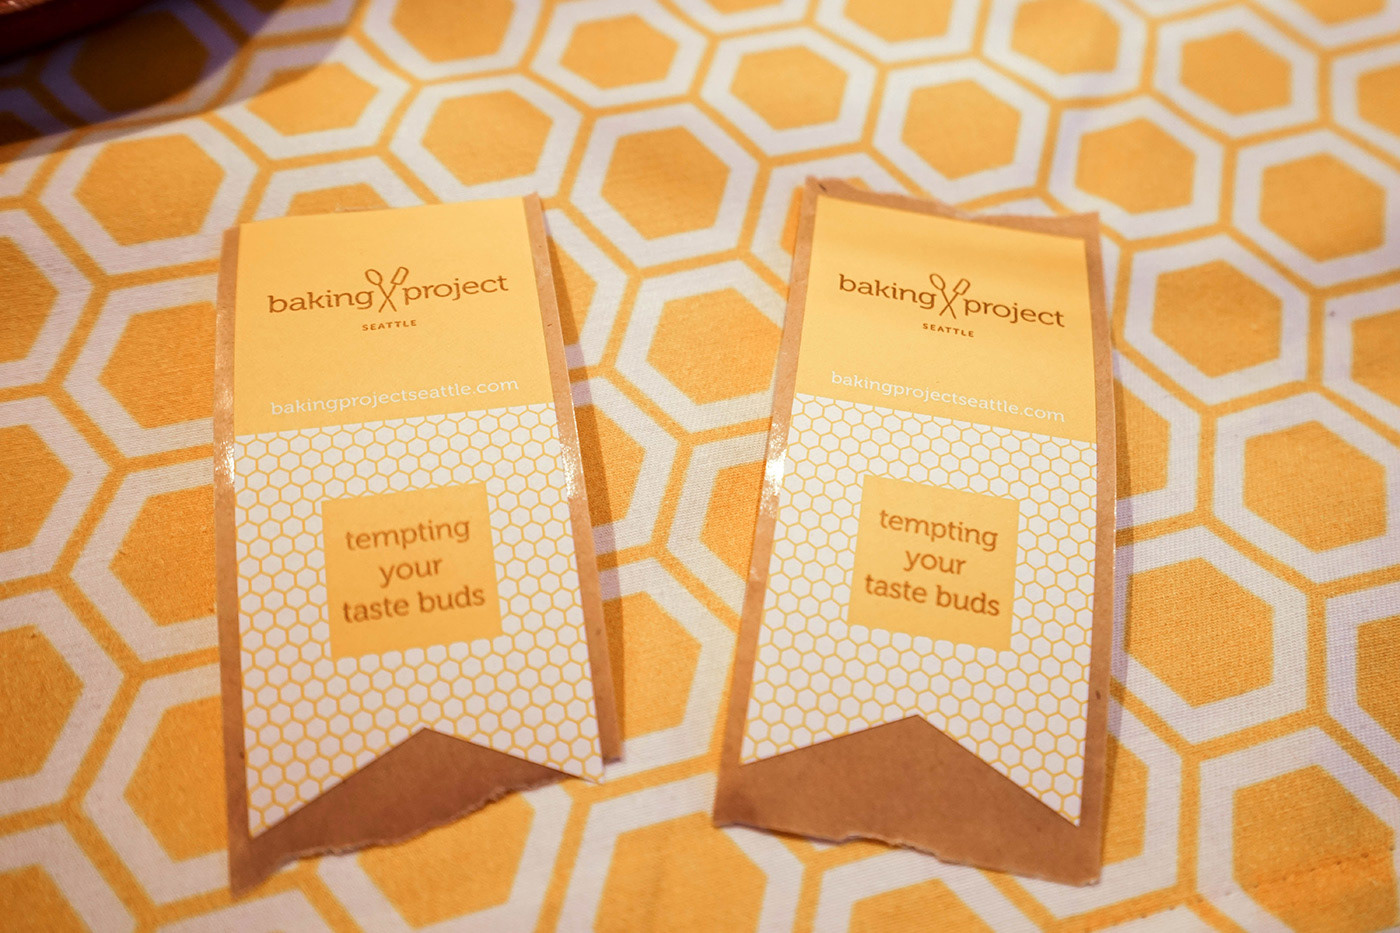 baking project
SEATTLE
bakingprojectseattle.com
tempting
your
taste buds
baking project
SEATTLE
bakingprojectseattle.com
tempting
your
taste buds